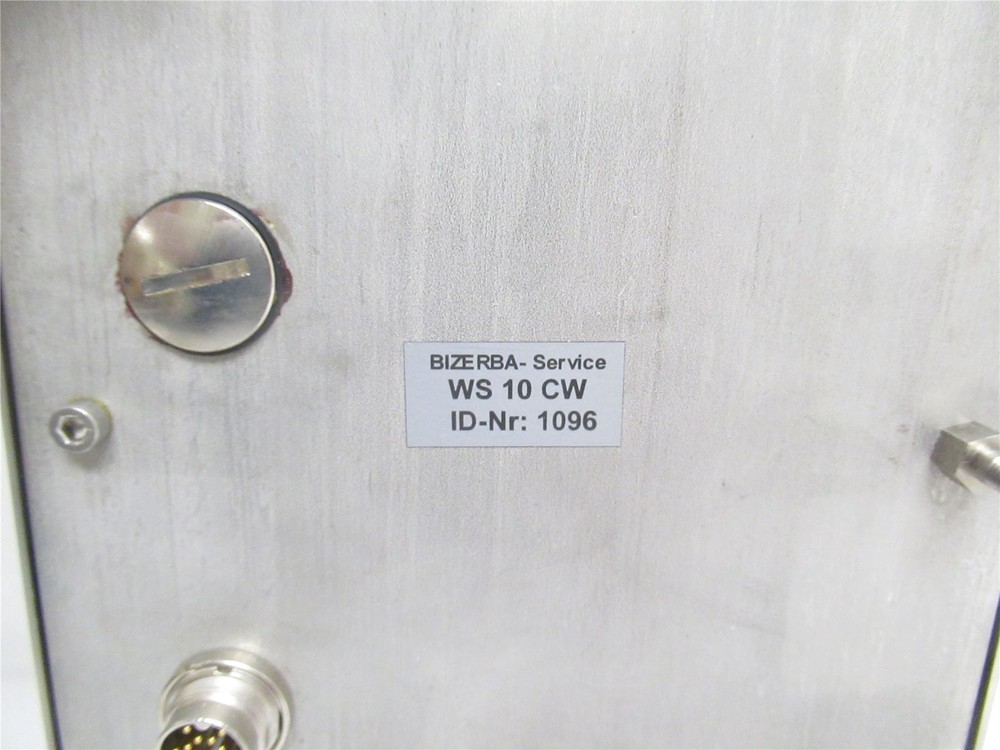 BIZERBA- Service
WS 10 CW
ID-Nr: 1096